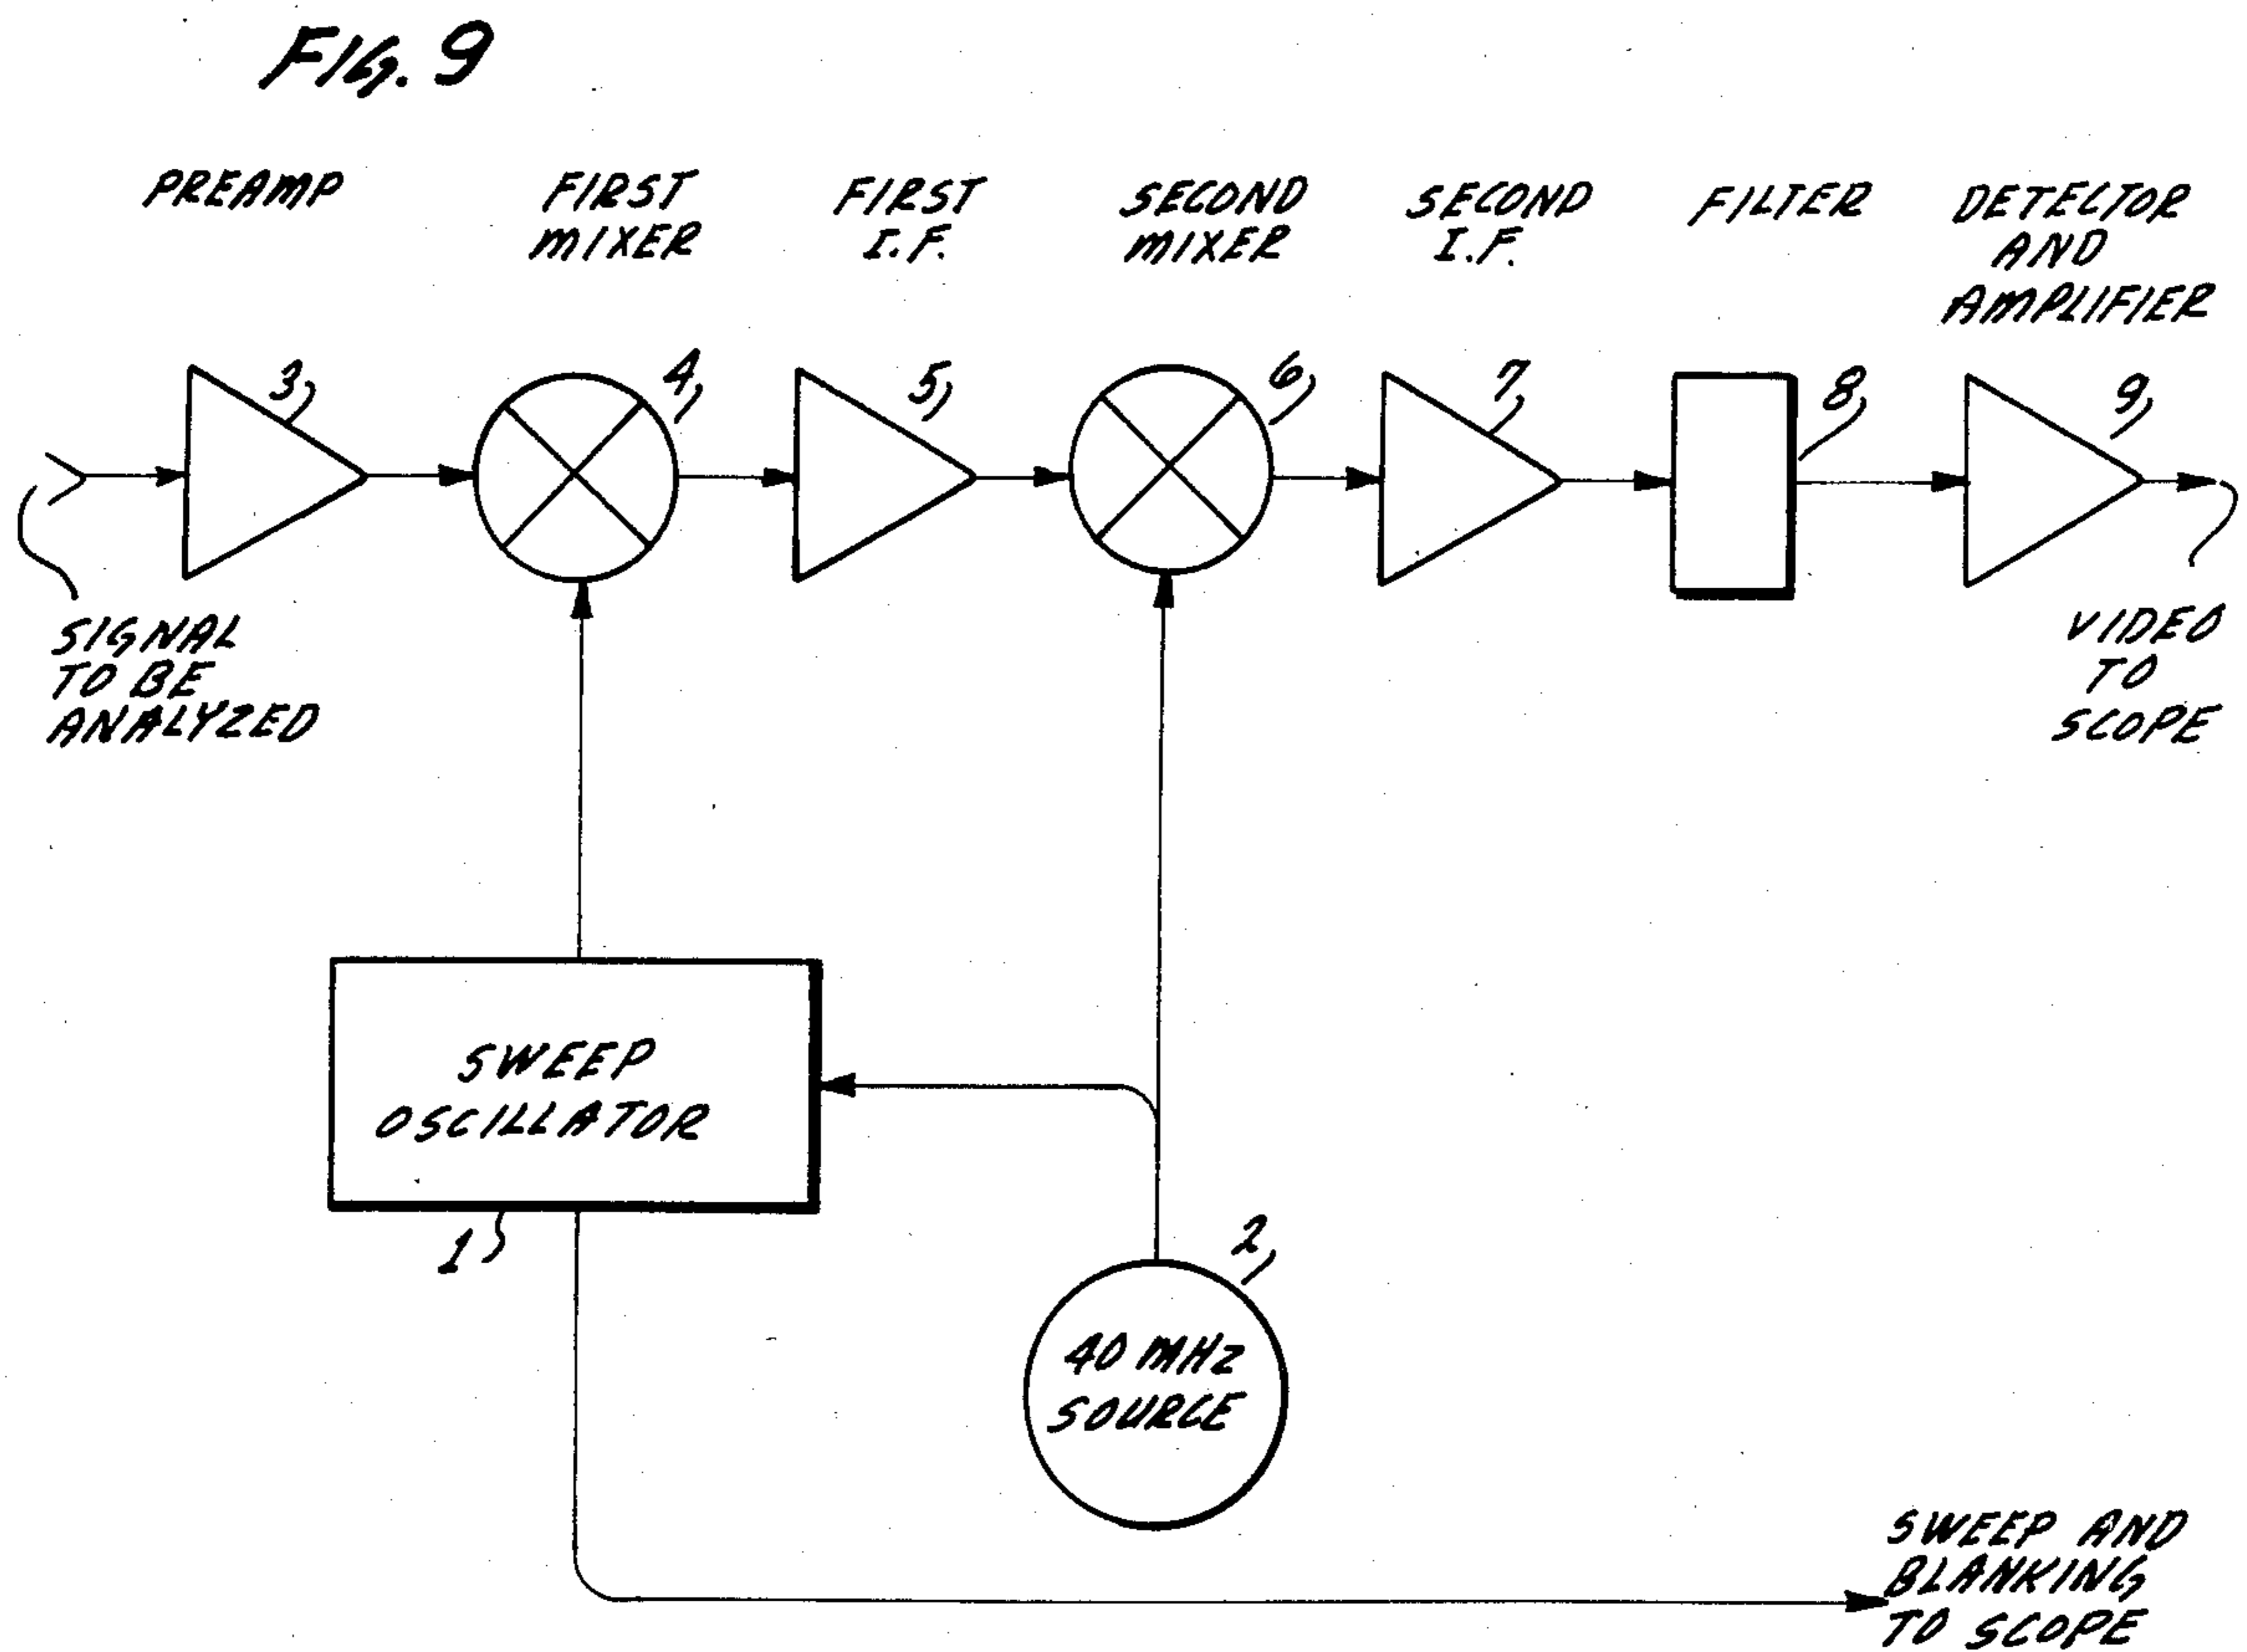 FIG. 9
PREAMP
FIRST
MIXER
FIRST
I.F.
SECOND
MIXER
SECOND
I.F.
FILTER
DETECTOR
AND
AMPLIFIER
3
4
5
6
7
8
9
SIGNAL
TO BE
ANALYZED
VIDEO
TO
SCOPE
SWEEP
OSCILLATOR
1
2
40 MHz
SOURCE
SWEEP AND
BLANKING
TO SCOPE